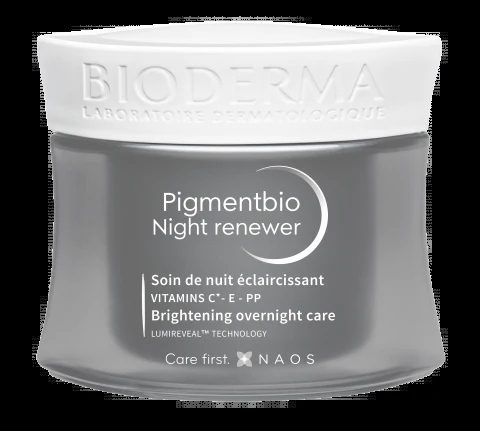 BIODERMA
LABORATOIRE DERMATOLOGIQUE
Pigmentbio
Night renewer
Soin de nuit éclaircissant
VITAMINS C*- E - PP
Brightening overnight care
LUMIREVEAL™ TECHNOLOGY
Care first. NAOS